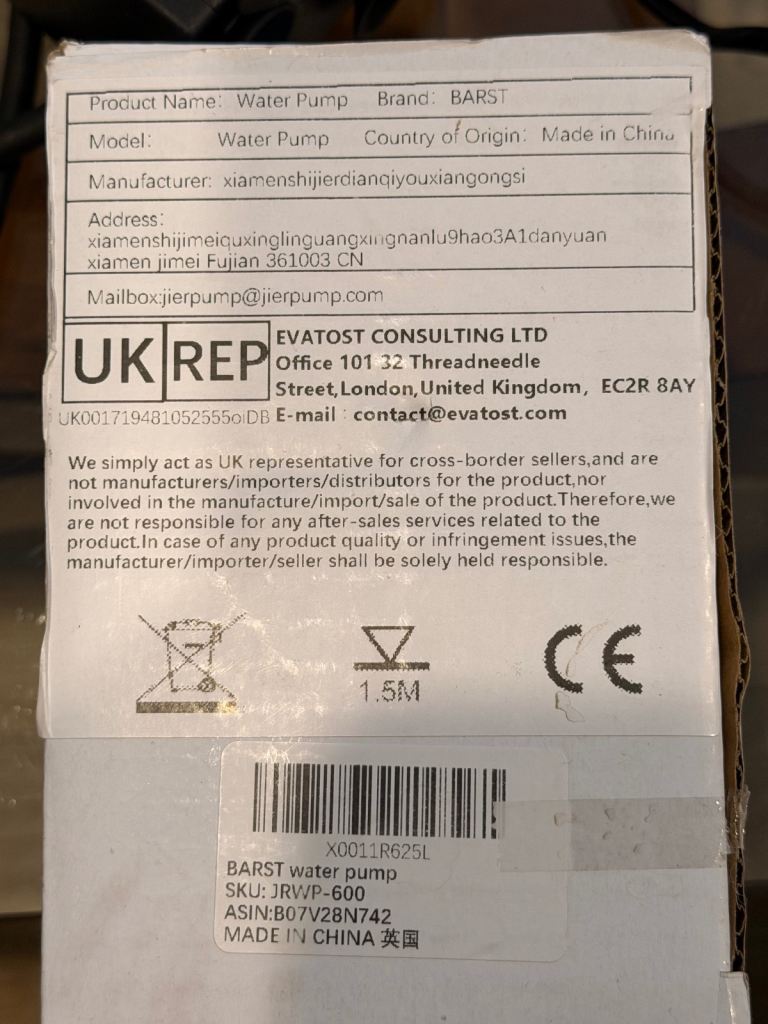 Product Name: Water Pump Brand: BARST
Model: Water Pump Country of Origin: Made in China
Manufacturer: xiamenshijierdianqiyouxiangongsi
Address:
xiamenshijimeiquxinglinguangxingnanlu9hao3A1danyuan
xiamen jimei Fujian 361003 CN
Mailbox:jierpump@jierpump.com
UK REP
EVATOST CONSULTING LTD
Office 101 32 Threadneedle
Street,London,United Kingdom, EC2R 8AY
E-mail : contact@evatost.com
We simply act as UK representative for cross-border sellers,and are
not manufacturers/importers/distributors for the product,nor
involved in the manufacture/import/sale of the product.Therefore,we
are not responsible for any after-sales services related to the
product.In case of any product quality or infringement issues,the
manufacturer/importer/seller shall be solely held responsible.
1.5M
CE
X0011R625L
BARST water pump
SKU: JRWP-600
ASIN:B07V28N742
MADE IN CHINA 英国